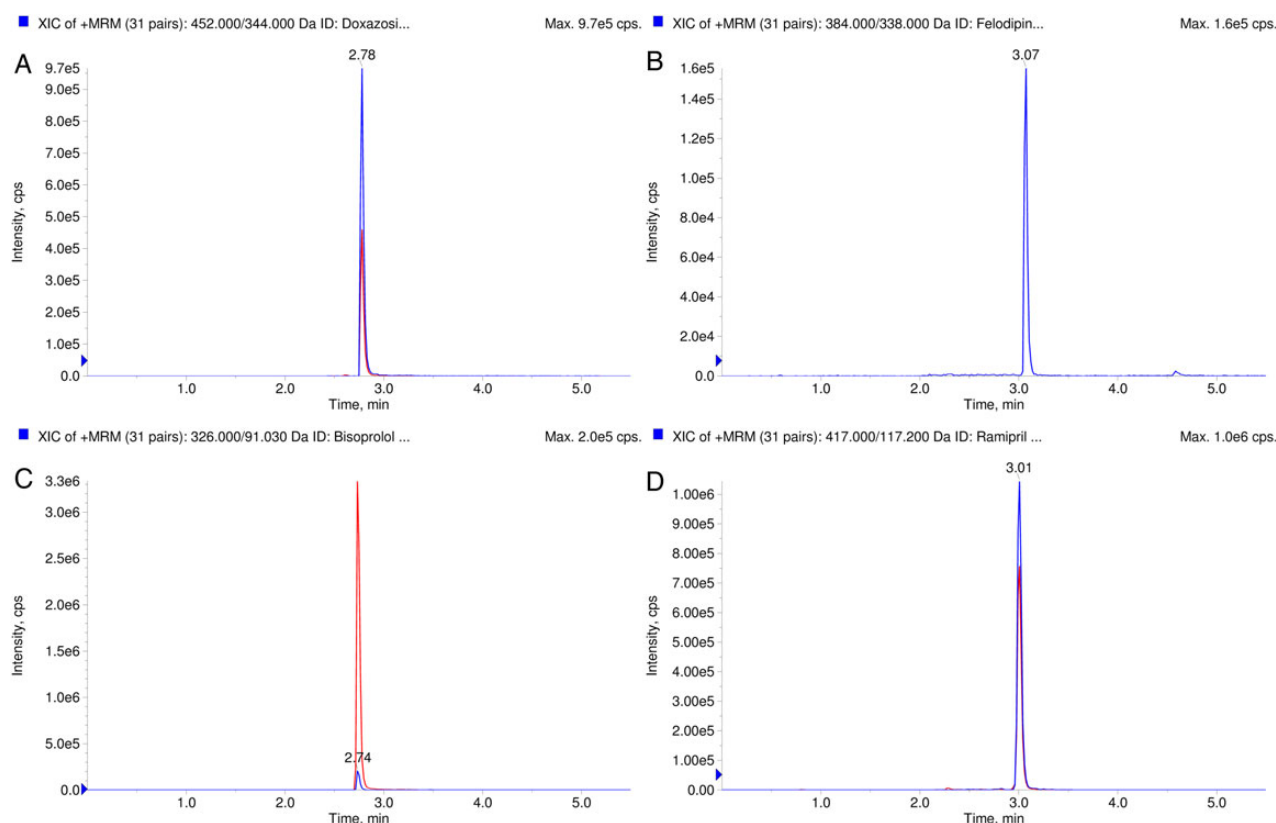 XIC of +MRM (31 pairs): 452.000/344.000 Da ID: Doxazosi... Max. 9.7e5 cps.
A
2.78
9.7e5
9.0e5
8.0e5
7.0e5
6.0e5
5.0e5
4.0e5
3.0e5
2.0e5
1.0e5
0.0
Intensity, cps
1.0 2.0 3.0 4.0 5.0
Time, min
XIC of +MRM (31 pairs): 384.000/338.000 Da ID: Felodipin... Max. 1.6e5 cps.
B
3.07
1.6e5
1.4e5
1.2e5
1.0e5
8.0e4
6.0e4
4.0e4
2.0e4
0.0
Intensity, cps
1.0 2.0 3.0 4.0 5.0
Time, min
XIC of +MRM (31 pairs): 326.000/91.030 Da ID: Bisoprolol ... Max. 2.0e5 cps.
C
3.3e6
3.0e6
2.5e6
2.0e6
1.5e6
1.0e6
5.0e5
0.0
2.74
Intensity, cps
1.0 2.0 3.0 4.0 5.0
Time, min
XIC of +MRM (31 pairs): 417.000/117.200 Da ID: Ramipril ... Max. 1.0e6 cps.
D
3.01
1.00e6
9.00e5
8.00e5
7.00e5
6.00e5
5.00e5
4.00e5
3.00e5
2.00e5
1.00e5
0.00
Intensity, cps
1.0 2.0 3.0 4.0 5.0
Time, min